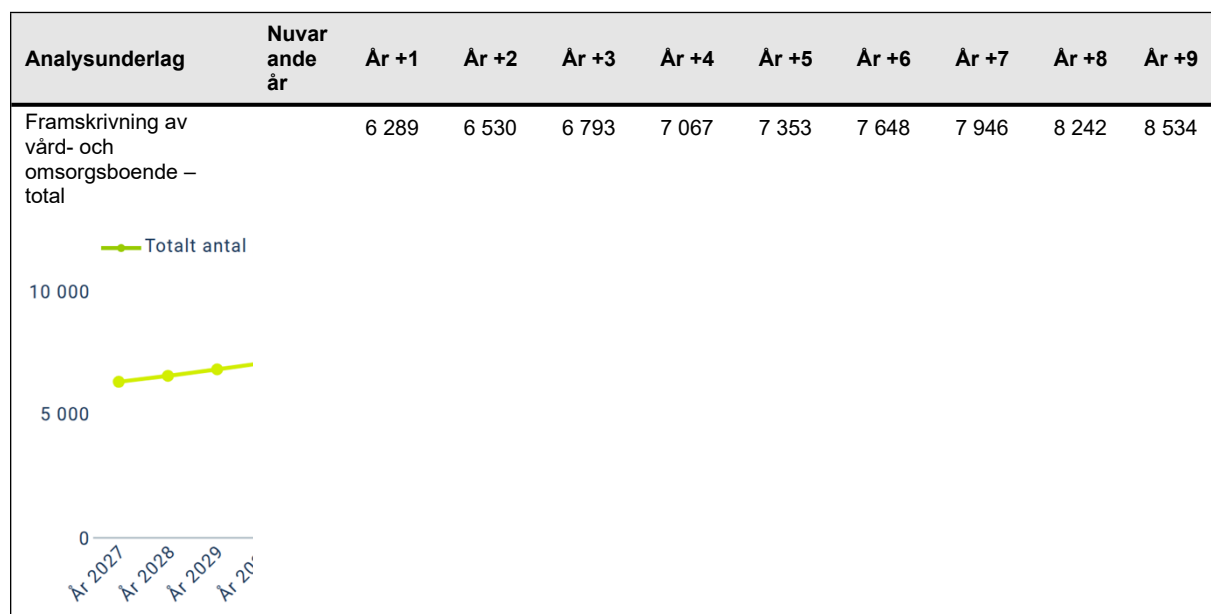 Analysunderlag Nuvar ande år År +1 År +2 År +3 År +4 År +5 År +6 År +7 År +8 År +9
Framskrivning av 6 289 6 530 6 793 7 067 7 353 7 648 7 946 8 242 8 534
vård- och
omsorgsboende –
total
Totalt antal
10 000
5 000
0
År 2027 År 2028 År 2029 År 20